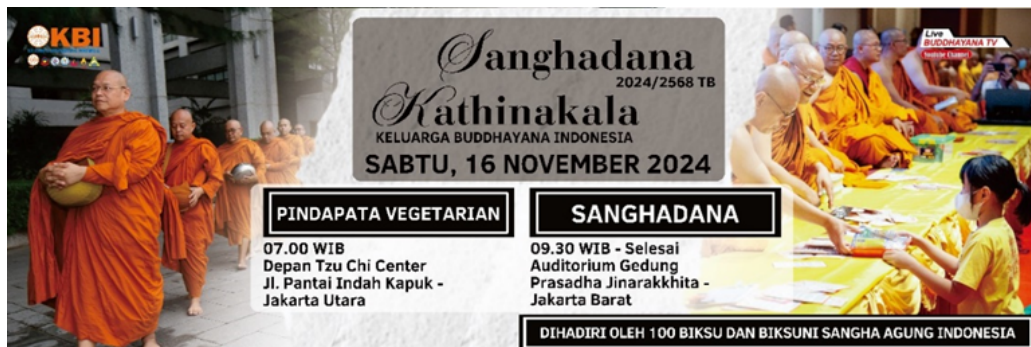 KBI
Sanghadana
2024/2568 TB
Kathinakala
KELUARGA BUDDHAYANA INDONESIA
SABTU, 16 NOVEMBER 2024
Live
BUDDHAYANA TV
Youtube Channel
PINDAPATA VEGETARIAN
07.00 WIB
Depan Tzu Chi Center
Jl. Pantai Indah Kapuk -
Jakarta Utara
SANGHADANA
09.30 WIB - Selesai
Auditorium Gedung
Prasadha Jinarakkhita -
Jakarta Barat
DIHADIRI OLEH 100 BIKSU DAN BIKSUNI SANGHA AGUNG INDONESIA